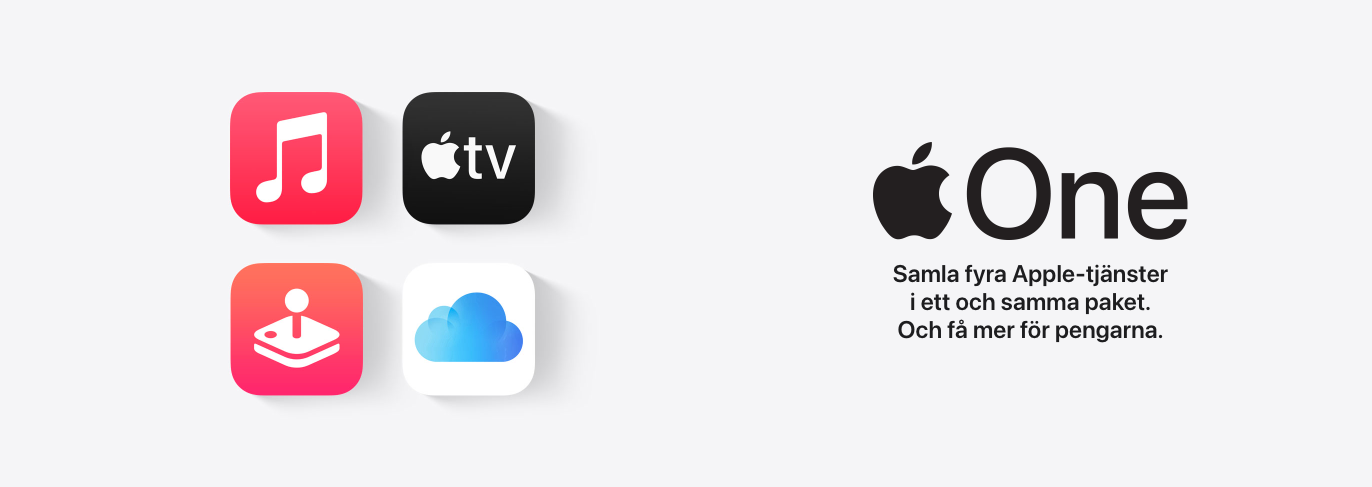 tv
One
Samla fyra Apple-tjänster
i ett och samma paket.
Och få mer för pengarna.